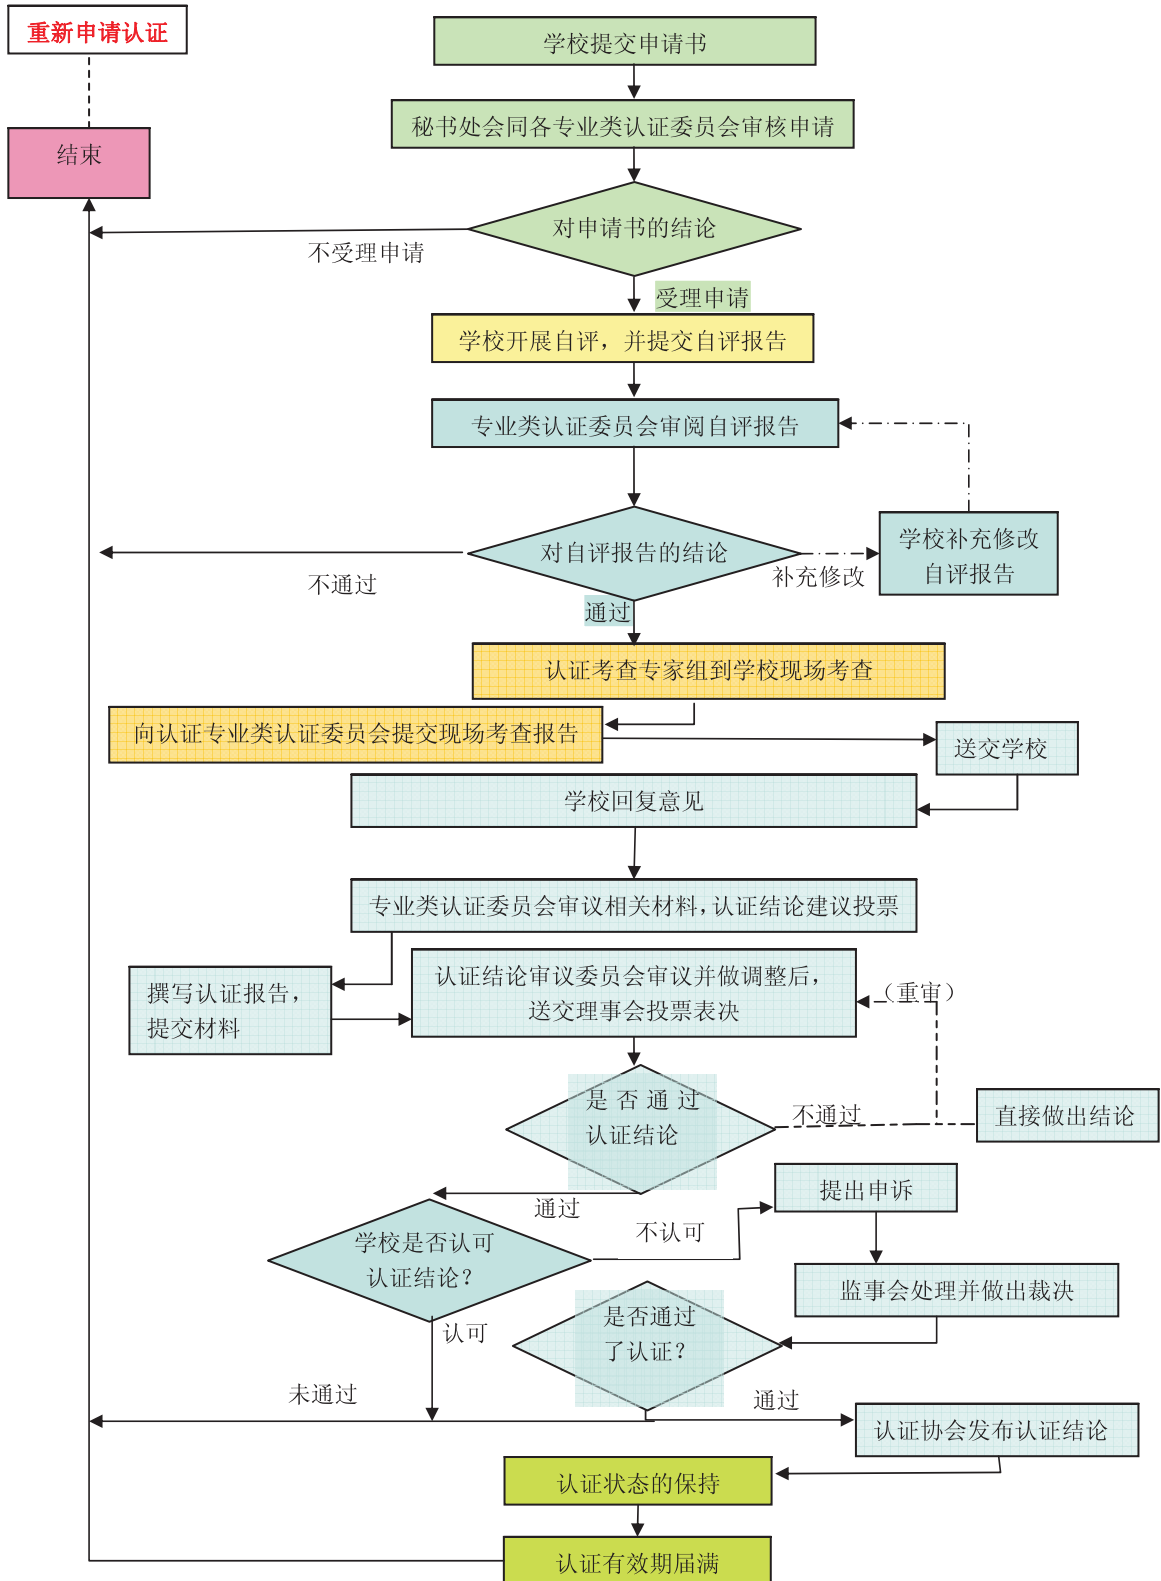 重新申请认证
学校提交申请书
秘书处会同各专业类认证委员会审核申请
结束
对申请书的结论
不受理申请
受理申请
学校开展自评，并提交自评报告
专业类认证委员会审阅自评报告
对自评报告的结论
学校补充修改
自评报告
补充修改
不通过
通过
认证考查专家组到学校现场考查
向认证专业类认证委员会提交现场考查报告
送交学校
学校回复意见
专业类认证委员会审议相关材料，认证结论建议投票
撰写认证报告，
提交材料
认证结论审议委员会审议并做调整后，
送交理事会投票表决
（重审）
是否通过
认证结论
不通过
直接做出结论
通过
提出申诉
不认可
学校是否认可
认证结论？
监事会处理并做出裁决
认可
是否通过
了认证？
未通过
通过
认证协会发布认证结论
认证状态的保持
认证有效期届满